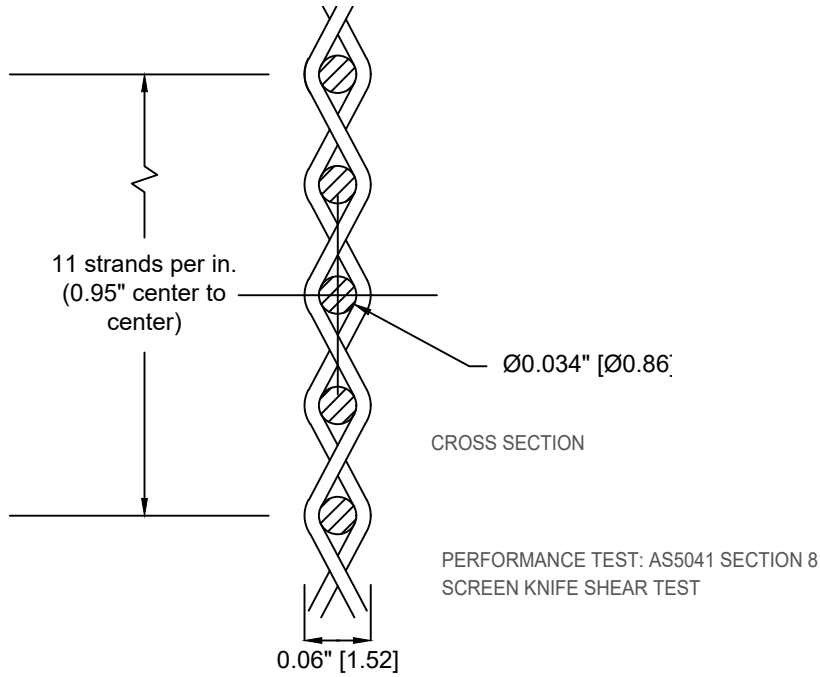 11 strands per in.
(0.95" center to
center)
Ø0.034" [Ø0.86]
CROSS SECTION
PERFORMANCE TEST: AS5041 SECTION 8
SCREEN KNIFE SHEAR TEST
0.06" [1.52]